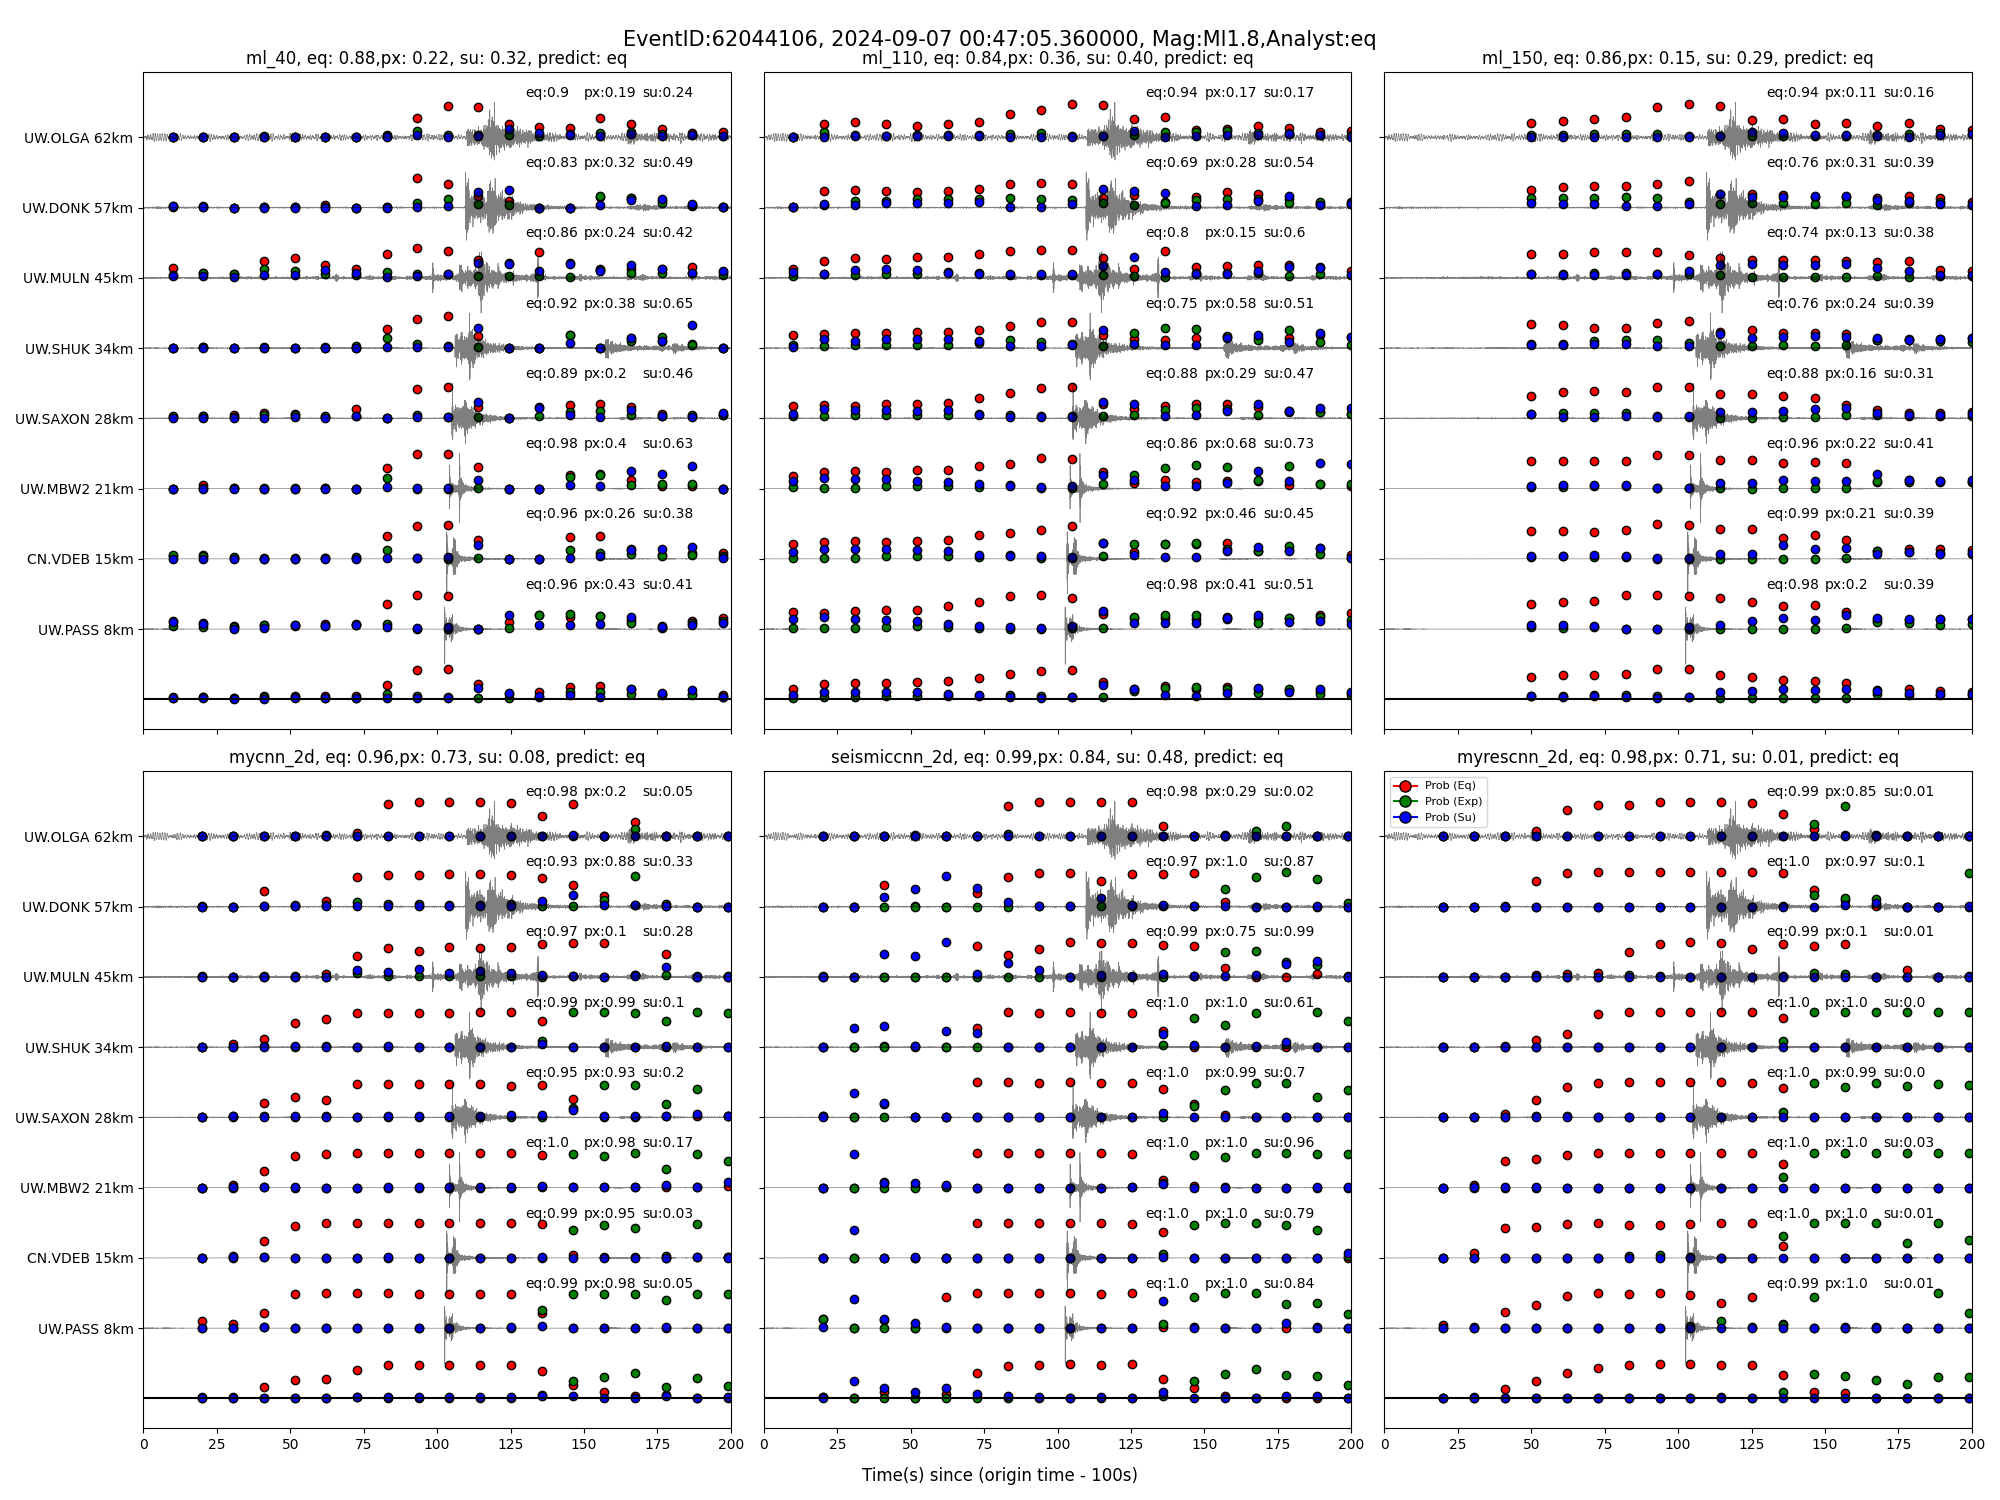 EventID:62044106, 2024-09-07 00:47:05.360000, Mag:Ml1.8,Analyst:eq
ml_40, eq: 0.88,px: 0.22, su: 0.32, predict: eq
eq:0.9 px:0.19 su:0.24
UW.OLGA 62km
eq:0.83 px:0.32 su:0.49
UW.DONK 57km
eq:0.86 px:0.24 su:0.42
UW.MULN 45km
eq:0.92 px:0.38 su:0.65
UW.SHUK 34km
eq:0.89 px:0.2 su:0.46
UW.SAXON 28km
eq:0.98 px:0.4 su:0.63
UW.MBW2 21km
eq:0.96 px:0.26 su:0.38
CN.VDEB 15km
eq:0.96 px:0.43 su:0.41
UW.PASS 8km
ml_110, eq: 0.84,px: 0.36, su: 0.40, predict: eq
eq:0.94 px:0.17 su:0.17
eq:0.69 px:0.28 su:0.54
eq:0.8 px:0.15 su:0.6
eq:0.75 px:0.58 su:0.51
eq:0.88 px:0.29 su:0.47
eq:0.86 px:0.68 su:0.73
eq:0.92 px:0.46 su:0.45
eq:0.98 px:0.41 su:0.51
ml_150, eq: 0.86,px: 0.15, su: 0.29, predict: eq
eq:0.94 px:0.11 su:0.16
eq:0.76 px:0.31 su:0.39
eq:0.74 px:0.13 su:0.38
eq:0.76 px:0.24 su:0.39
eq:0.88 px:0.16 su:0.31
eq:0.96 px:0.22 su:0.41
eq:0.99 px:0.21 su:0.39
eq:0.98 px:0.2 su:0.39
mycnn_2d, eq: 0.96,px: 0.73, su: 0.08, predict: eq
eq:0.98 px:0.2 su:0.05
UW.OLGA 62km
eq:0.93 px:0.88 su:0.33
UW.DONK 57km
eq:0.97 px:0.1 su:0.28
UW.MULN 45km
eq:0.99 px:0.99 su:0.1
UW.SHUK 34km
eq:0.95 px:0.93 su:0.2
UW.SAXON 28km
eq:1.0 px:0.98 su:0.17
UW.MBW2 21km
eq:0.99 px:0.95 su:0.03
CN.VDEB 15km
eq:0.99 px:0.98 su:0.05
UW.PASS 8km
0 25 50 75 100 125 150 175 200
seismiccnn_2d, eq: 0.99,px: 0.84, su: 0.48, predict: eq
eq:0.98 px:0.29 su:0.02
eq:0.97 px:1.0 su:0.87
eq:0.99 px:0.75 su:0.99
eq:1.0 px:1.0 su:0.61
eq:1.0 px:0.99 su:0.7
eq:1.0 px:1.0 su:0.96
eq:1.0 px:1.0 su:0.79
eq:1.0 px:1.0 su:0.84
0 25 50 75 100 125 150 175 200
myrescnn_2d, eq: 0.98,px: 0.71, su: 0.01, predict: eq
Prob (Eq)
Prob (Exp)
Prob (Su)
eq:0.99 px:0.85 su:0.01
eq:1.0 px:0.97 su:0.1
eq:0.99 px:0.1 su:0.01
eq:1.0 px:1.0 su:0.0
eq:1.0 px:0.99 su:0.0
eq:1.0 px:1.0 su:0.03
eq:1.0 px:1.0 su:0.01
eq:0.99 px:1.0 su:0.01
0 25 50 75 100 125 150 175 200
Time(s) since (origin time - 100s)